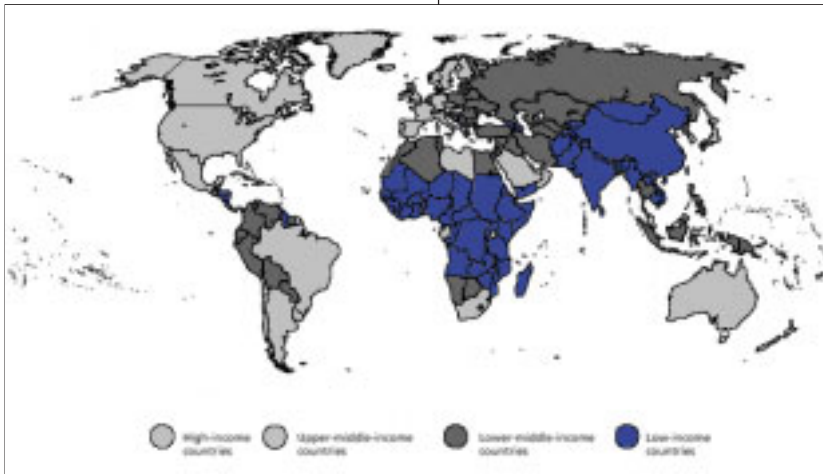 High-income
countries
Upper-middle-income
countries
Lower-middle-income
countries
Low-income
countries